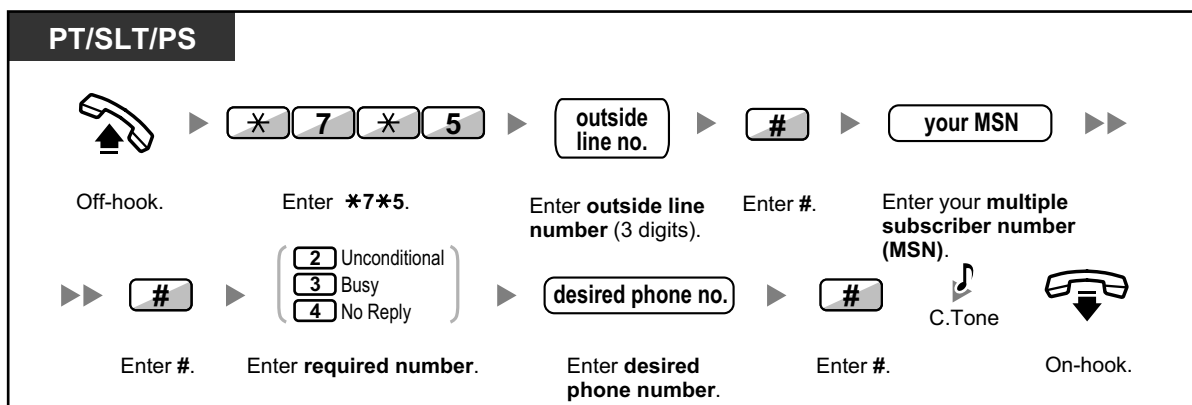 PT/SLT/PS
✳ 7 ✳ 5
outside
line no.
#
your MSN
Off-hook.
Enter ✳7✳5.
Enter outside line
number (3 digits).
Enter #.
Enter your multiple
subscriber number
(MSN).
#
2 Unconditional
3 Busy
4 No Reply
desired phone no.
#
C.Tone
Enter #.
Enter required number.
Enter desired
phone number.
Enter #.
On-hook.